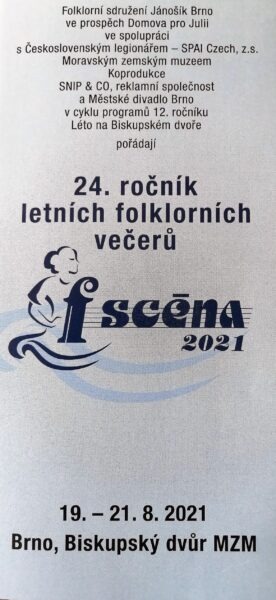 Folklorní sdružení Jánošík Brno
ve prospěch Domova pro Julii
ve spolupráci
s Československým legionářem – SPAI Czech, z.s.
Moravským zemským muzeem
Koprodukce
SNIP & CO, reklamní společnost
a Městské divadlo Brno
v cyklu programů 12. ročníku
Léto na Biskupském dvoře
pořádají
24. ročník
letních folklorních
večerů
f scēna
2021
19. – 21. 8. 2021
Brno, Biskupský dvůr MZM